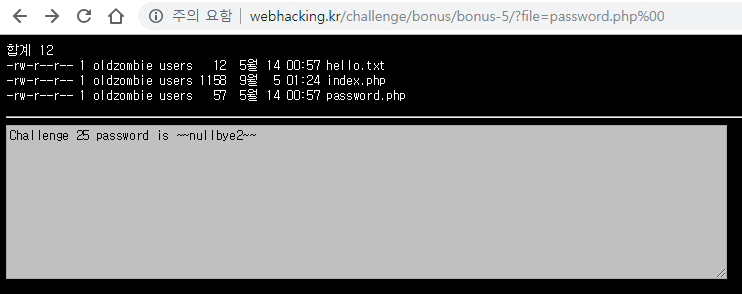 주의 요함 webhacking.kr/challenge/bonus/bonus-5/?file=password.php%00
합계 12
-rw-r--r-- 1 oldzombie users 12 5월 14 00:57 hello.txt
-rw-r--r-- 1 oldzombie users 1158 9월 5 01:24 index.php
-rw-r--r-- 1 oldzombie users 57 5월 14 00:57 password.php
Challenge 25 password is ~~nullbye2~~